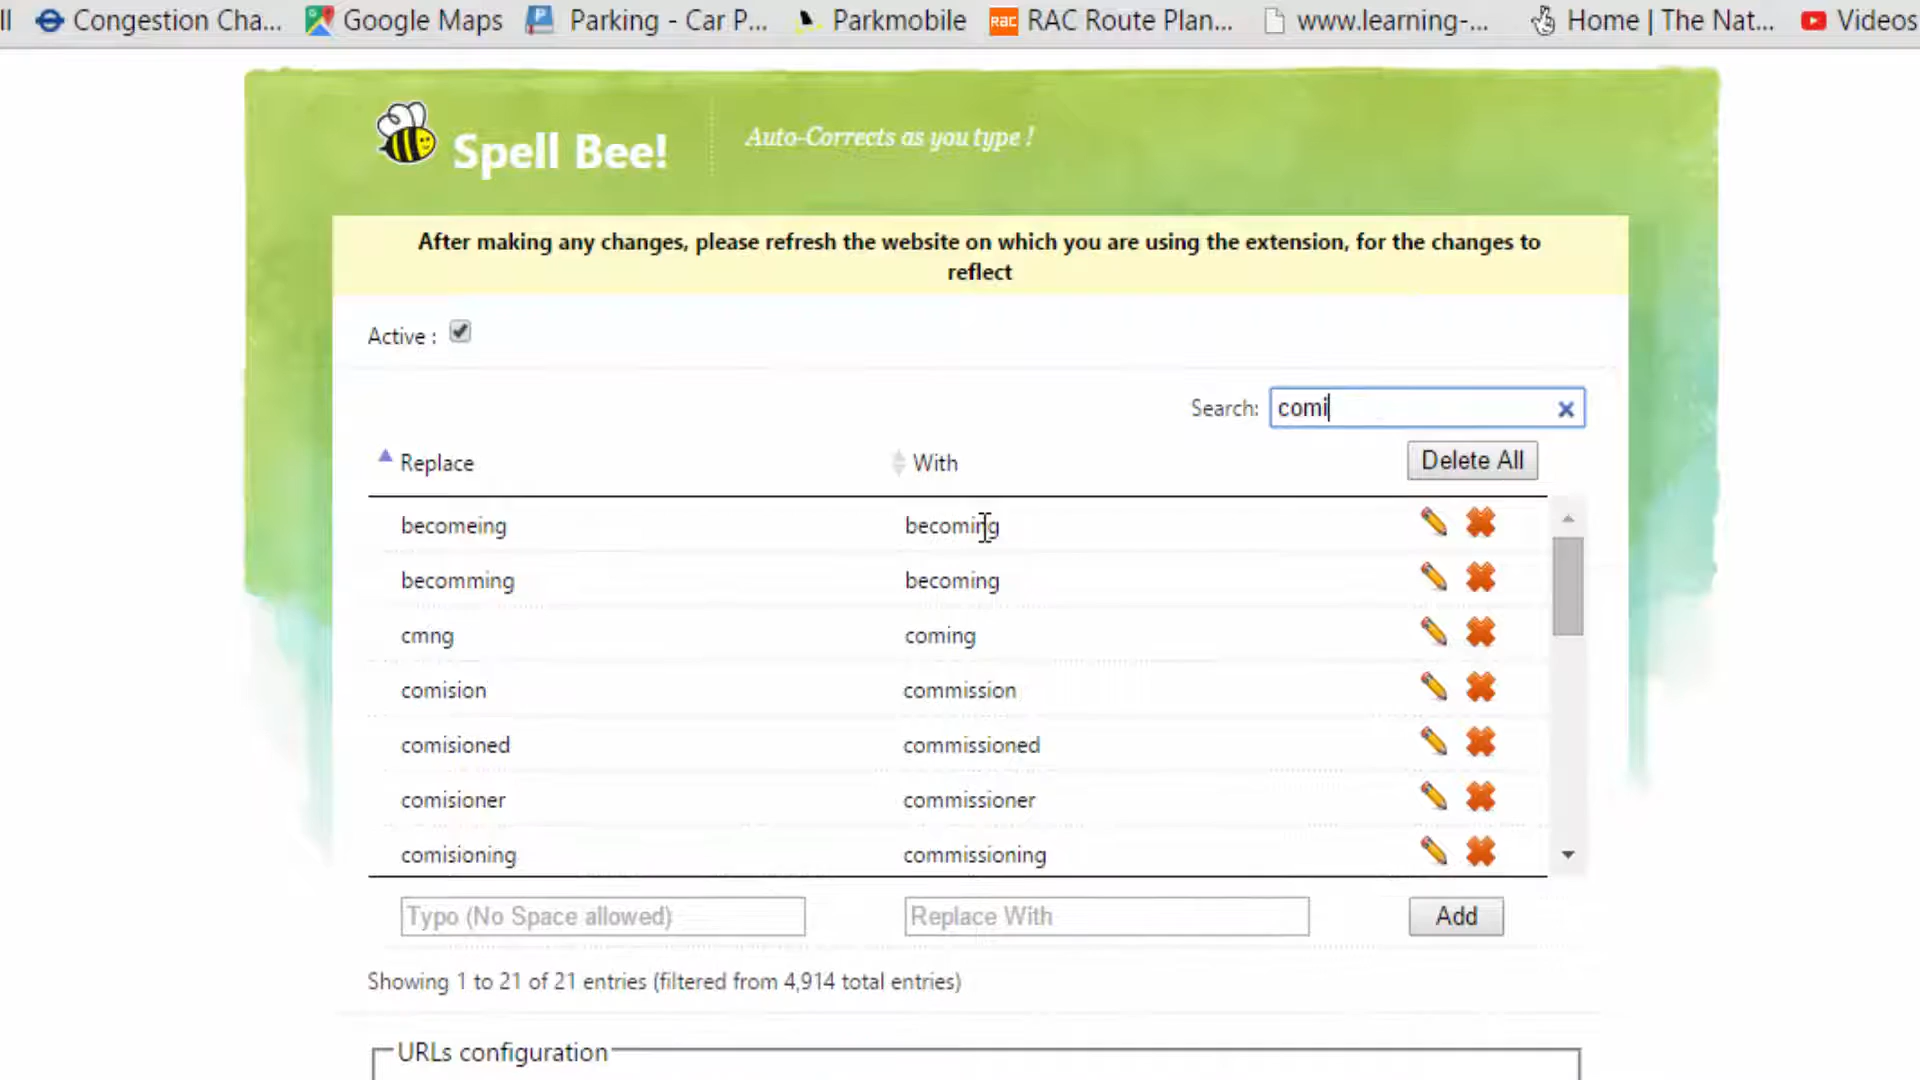 ll Congestion Cha... Google Maps Parking - Car P... Parkmobile RAC RAC Route Plan... www.learning-... Home | The Nat... Videos
Spell Bee!
Auto-Corrects as you type !
After making any changes, please refresh the website on which you are using the extension, for the changes to
reflect
Active :
Search: comi
Replace With Delete All
becomeing becoming
becomming becoming
cmng coming
comision commission
comisioned commissioned
comisioner commissioner
comisioning commissioning
Typo (No Space allowed) Replace With Add
Showing 1 to 21 of 21 entries (filtered from 4,914 total entries)
URLs configuration